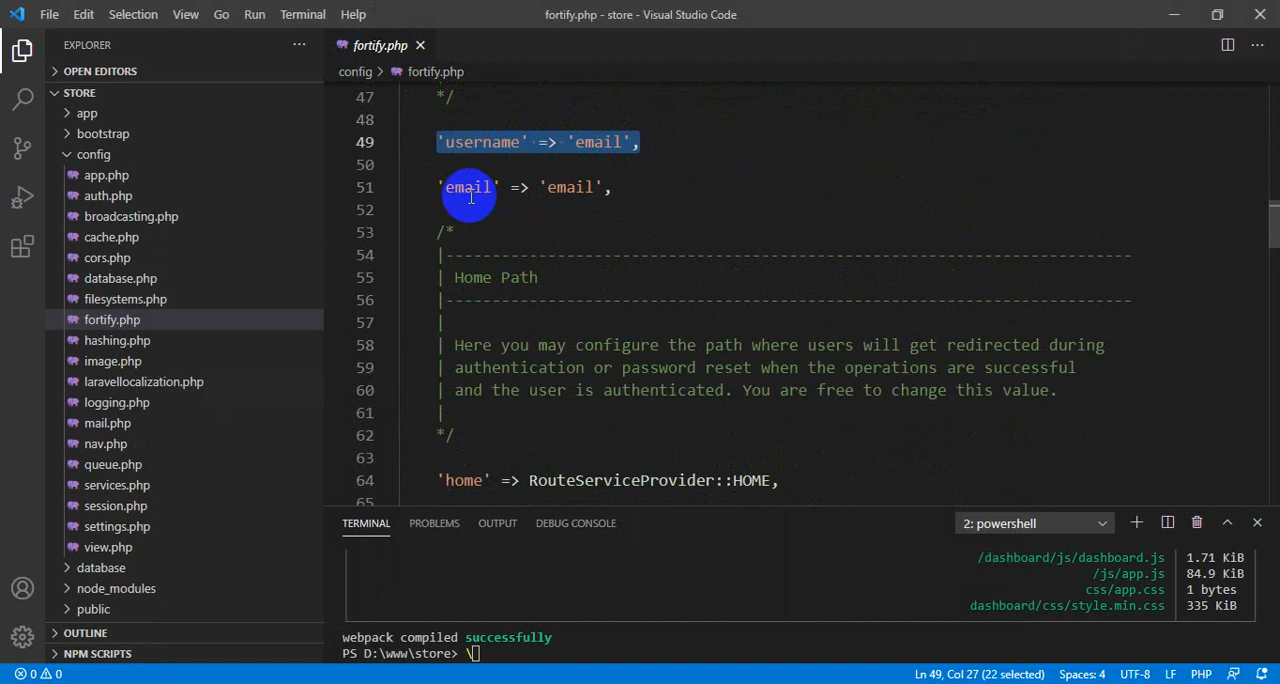 File Edit Selection View Go Run Terminal Help
fortify.php - store - Visual Studio Code
EXPLORER
OPEN EDITORS
STORE
app
bootstrap
config
app.php
auth.php
broadcasting.php
cache.php
cors.php
database.php
filesystems.php
fortify.php
hashing.php
image.php
laravellocalization.php
logging.php
mail.php
nav.php
queue.php
services.php
session.php
settings.php
view.php
database
node_modules
public
OUTLINE
NPM SCRIPTS
fortify.php
config > fortify.php
47 */
48
49 'username' => 'email',
50
51 'email' => 'email',
52
53 /*
54 |--------------------------------------------------------------------------
55 | Home Path
56 |--------------------------------------------------------------------------
57 |
58 | Here you may configure the path where users will get redirected during
59 | authentication or password reset when the operations are successful
60 | and the user is authenticated. You are free to change this value.
61 |
62 */
63
64 'home' => RouteServiceProvider::HOME,
65
TERMINAL PROBLEMS OUTPUT DEBUG CONSOLE
2: powershell
/dashboard/js/dashboard.js 1.71 KiB
/js/app.js 84.9 KiB
css/app.css 1 bytes
dashboard/css/style.min.css 335 KiB
webpack compiled successfully
PS D:\www\store> \
0 0
Ln 49, Col 27 (22 selected) Spaces: 4 UTF-8 LF PHP